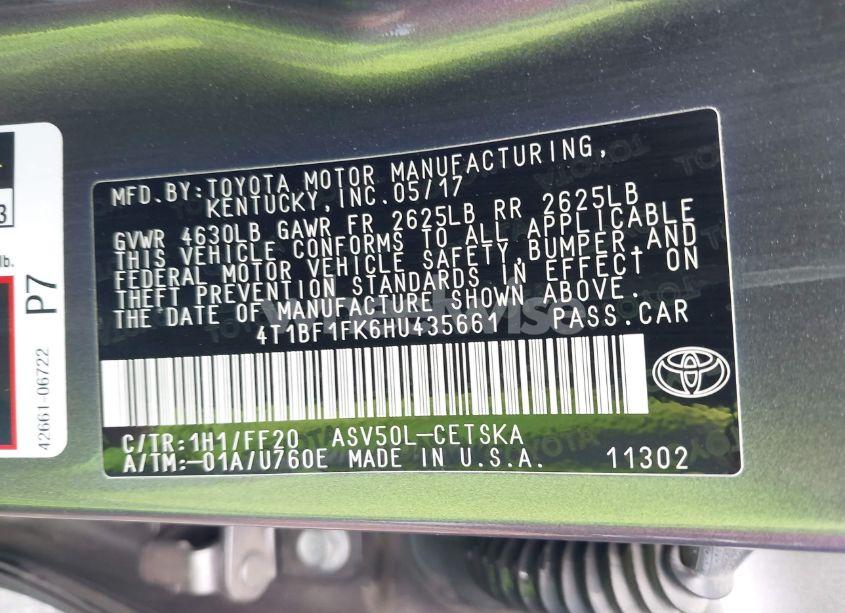 MFD.BY:TOYOTA MOTOR MANUFACTURING,
KENTUCKY,INC.05/17
GVWR 4630LB GAWR FR 2625LB RR 2625LB
THIS VEHICLE CONFORMS TO ALL APPLICABLE
FEDERAL MOTOR VEHICLE SAFETY,BUMPER,AND
THEFT PREVENTION STANDARDS IN EFFECT ON
THE DATE OF MANUFACTURE SHOWN ABOVE.
4T1BF1FK6HU435661 PASS.CAR
C/TR:1H1/FF20 ASV50L-CETSKA
A/TM:-01A/U760E MADE IN U.S.A. 11302
3
lb.
P7
42661-06722